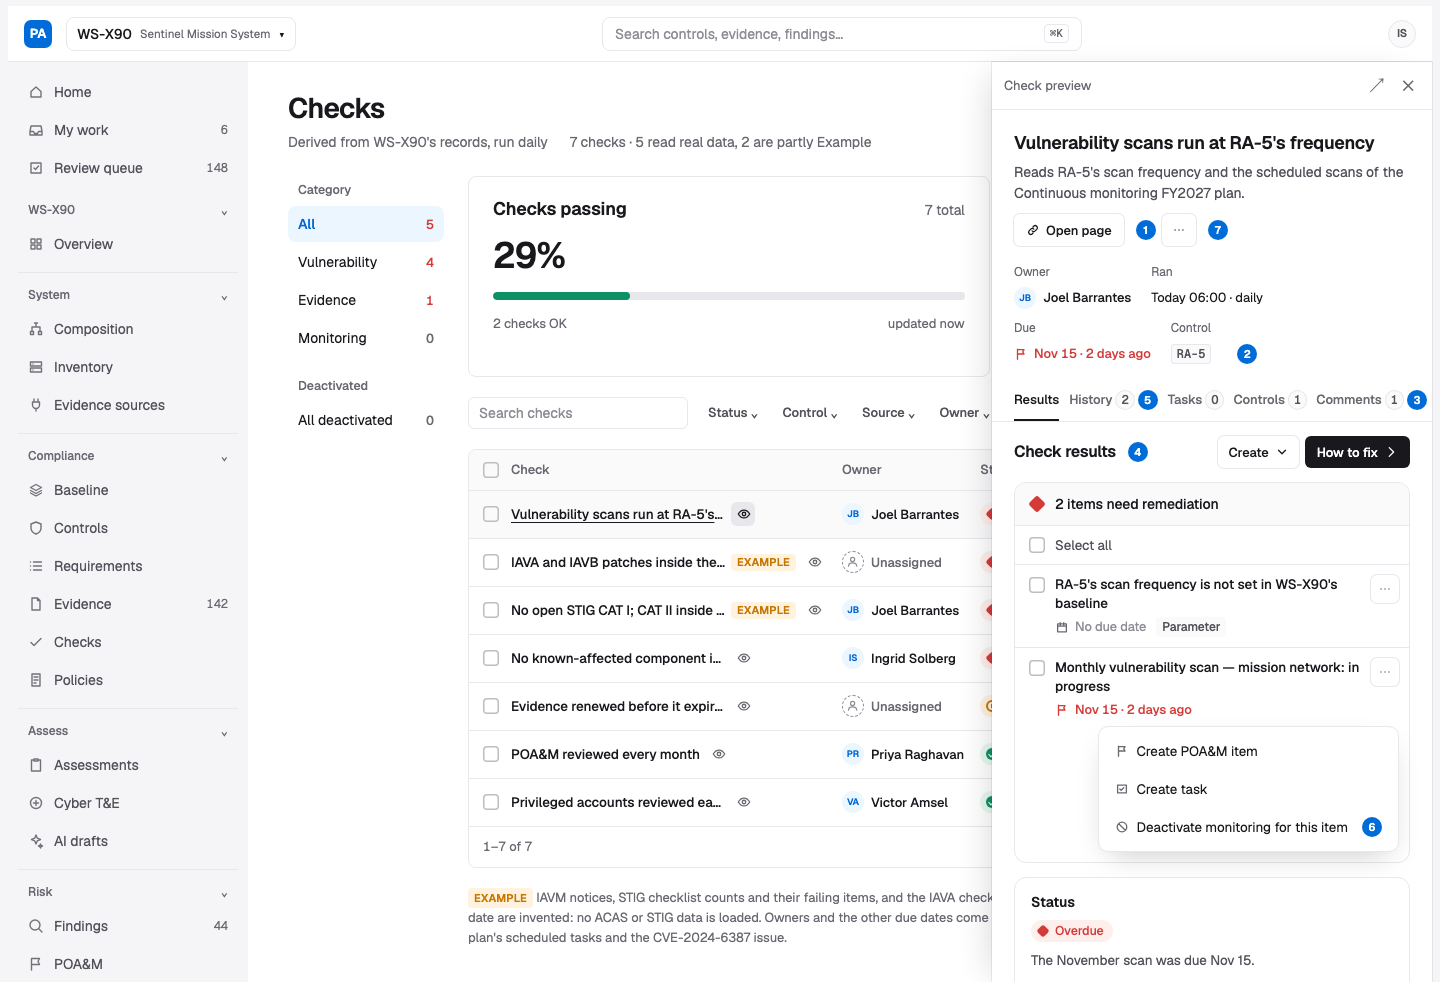 PA
WS-X90 Sentinel Mission System
Search controls, evidence, findings...
⌘K
IS
Home
My work 6
Review queue 148
WS-X90
Overview
System
Composition
Inventory
Evidence sources
Compliance
Baseline
Controls
Requirements
Evidence 142
Checks
Policies
Assess
Assessments
Cyber T&E
AI drafts
Risk
Findings 44
POA&M
Checks
Derived from WS-X90's records, run daily 7 checks · 5 read real data, 2 are partly Example
Category
All 5
Vulnerability 4
Evidence 1
Monitoring 0
Deactivated
All deactivated 0
Checks passing 7 total
29%
2 checks OK updated now
Search checks Status Control Source Owner
Check Owner St
Vulnerability scans run at RA-5's... JB Joel Barrantes
IAVA and IAVB patches inside the... EXAMPLE Unassigned
No open STIG CAT I; CAT II inside ... EXAMPLE JB Joel Barrantes
No known-affected component i... IS Ingrid Solberg
Evidence renewed before it expir... Unassigned
POA&M reviewed every month PR Priya Raghavan
Privileged accounts reviewed ea... VA Victor Amsel
1–7 of 7
EXAMPLE IAVM notices, STIG checklist counts and their failing items, and the IAVA check
date are invented: no ACAS or STIG data is loaded. Owners and the other due dates come
plan's scheduled tasks and the CVE-2024-6387 issue.
Check preview
Vulnerability scans run at RA-5's frequency
Reads RA-5's scan frequency and the scheduled scans of the
Continuous monitoring FY2027 plan.
Open page 1 ... 7
Owner Ran
JB Joel Barrantes Today 06:00 · daily
Due Control
Nov 15 · 2 days ago RA-5 2
Results History 2 5 Tasks 0 Controls 1 Comments 1 3
Check results 4 Create How to fix
2 items need remediation
Select all
RA-5's scan frequency is not set in WS-X90's
baseline
...
No due date Parameter
Monthly vulnerability scan — mission network: in
progress
...
Nov 15 · 2 days ago
Create POA&M item
Create task
Deactivate monitoring for this item 6
Status
Overdue
The November scan was due Nov 15.